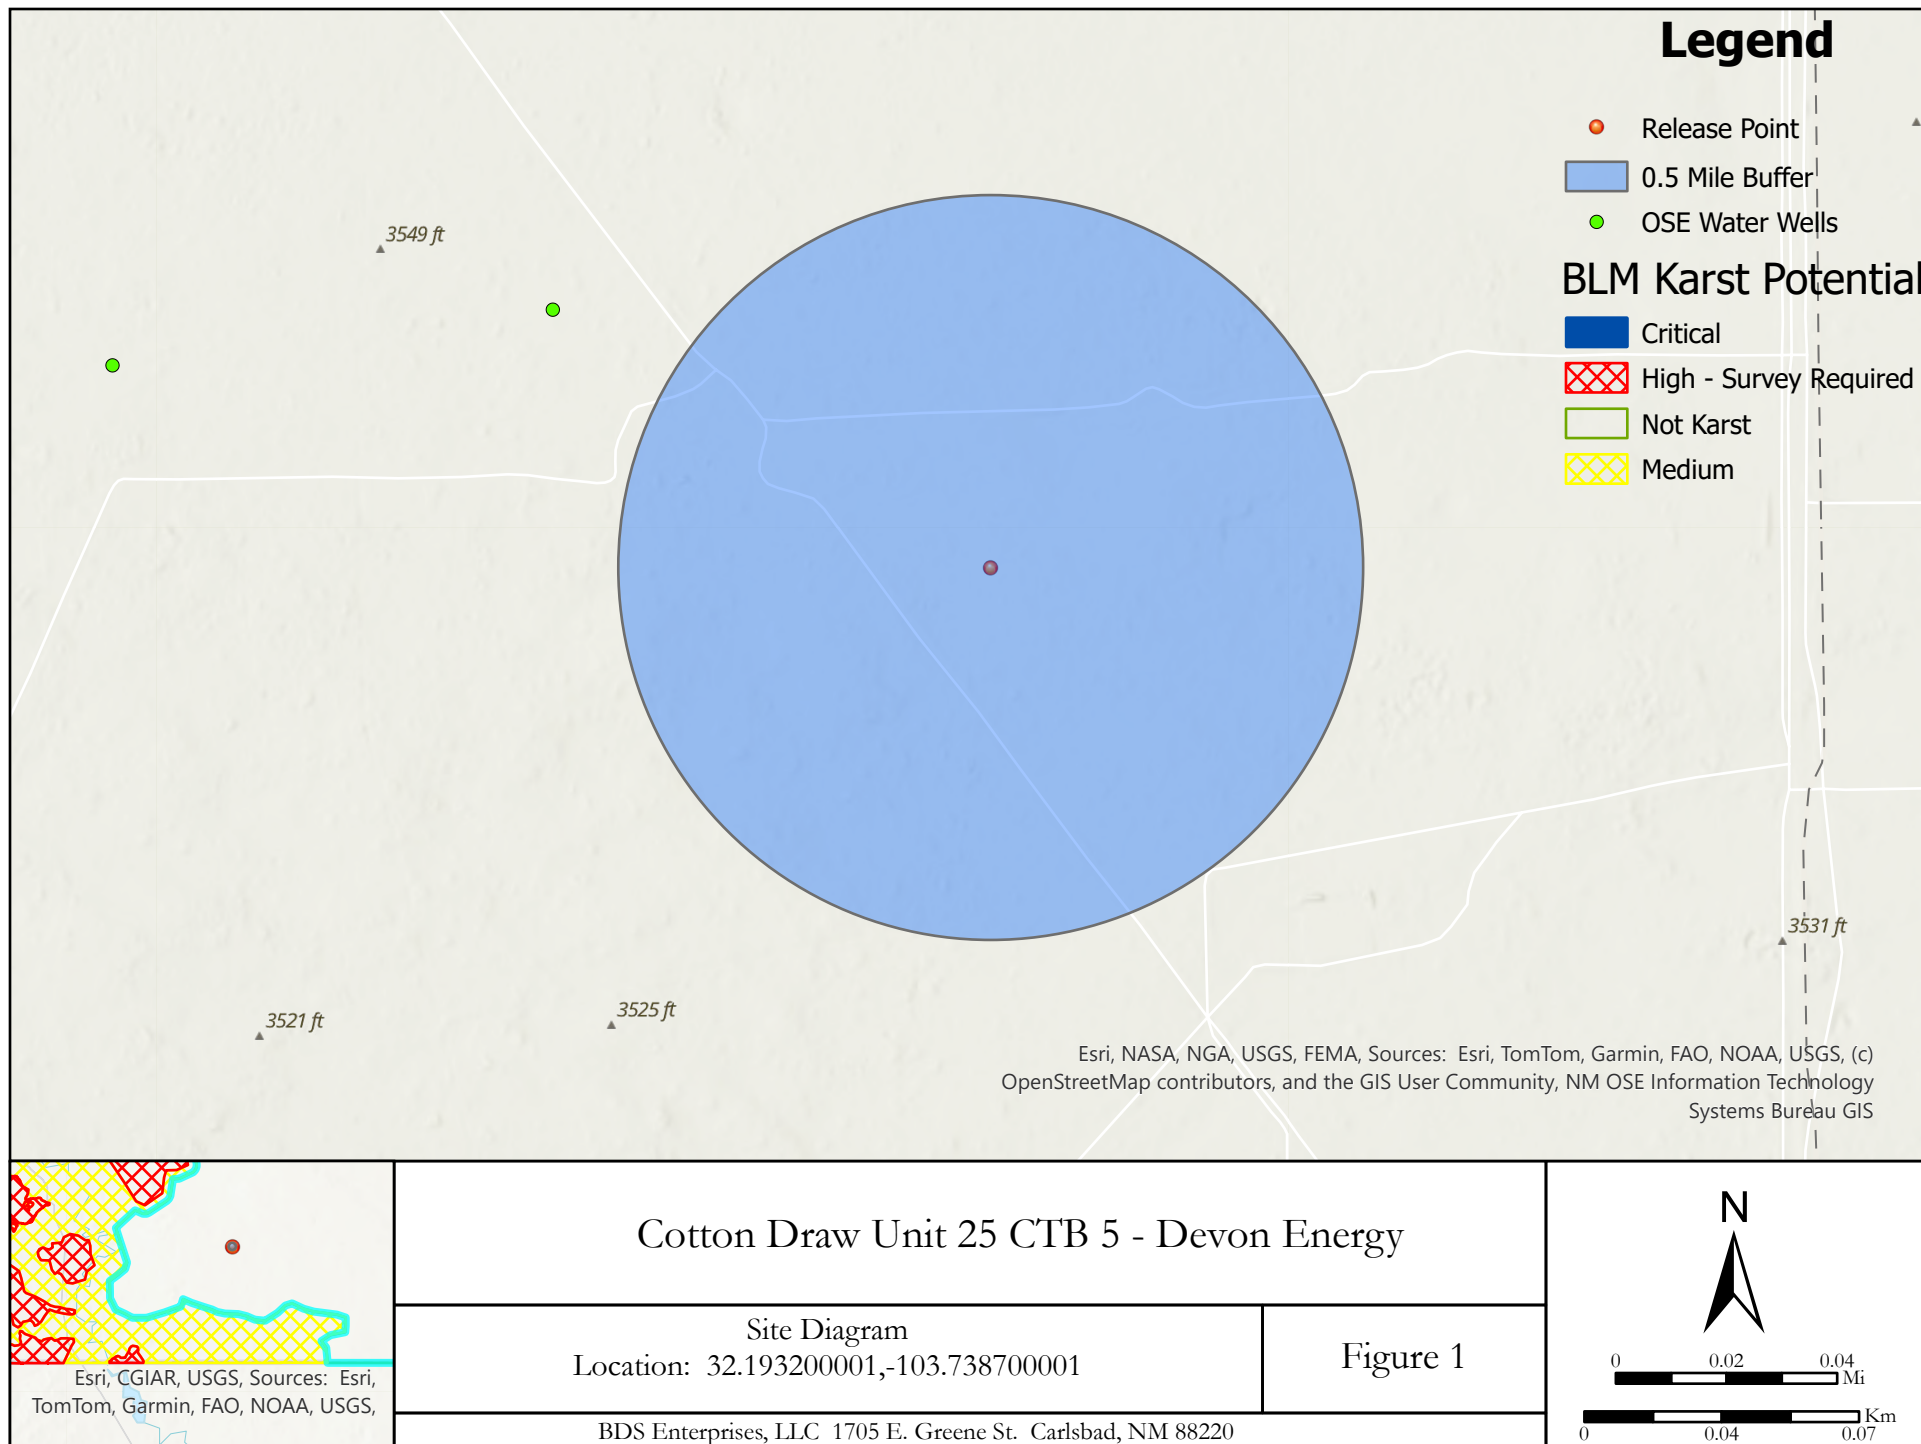 Legend
Release Point
0.5 Mile Buffer
OSE Water Wells
BLM Karst Potential
Critical
High - Survey Required
Not Karst
Medium
3549 ft
3531 ft
3525 ft
3521 ft
Esri, NASA, NGA, USGS, FEMA, Sources: Esri, TomTom, Garmin, FAO, NOAA, USGS, (c)
OpenStreetMap contributors, and the GIS User Community, NM OSE Information Technology
Systems Bureau GIS
Esri, CGIAR, USGS, Sources: Esri,
TomTom, Garmin, FAO, NOAA, USGS,
Cotton Draw Unit 25 CTB 5 - Devon Energy
Site Diagram
Location: 32.193200001,-103.738700001
Figure 1
BDS Enterprises, LLC 1705 E. Greene St. Carlsbad, NM 88220
N
0 0.02 0.04
Mi
Km
0 0.04 0.07